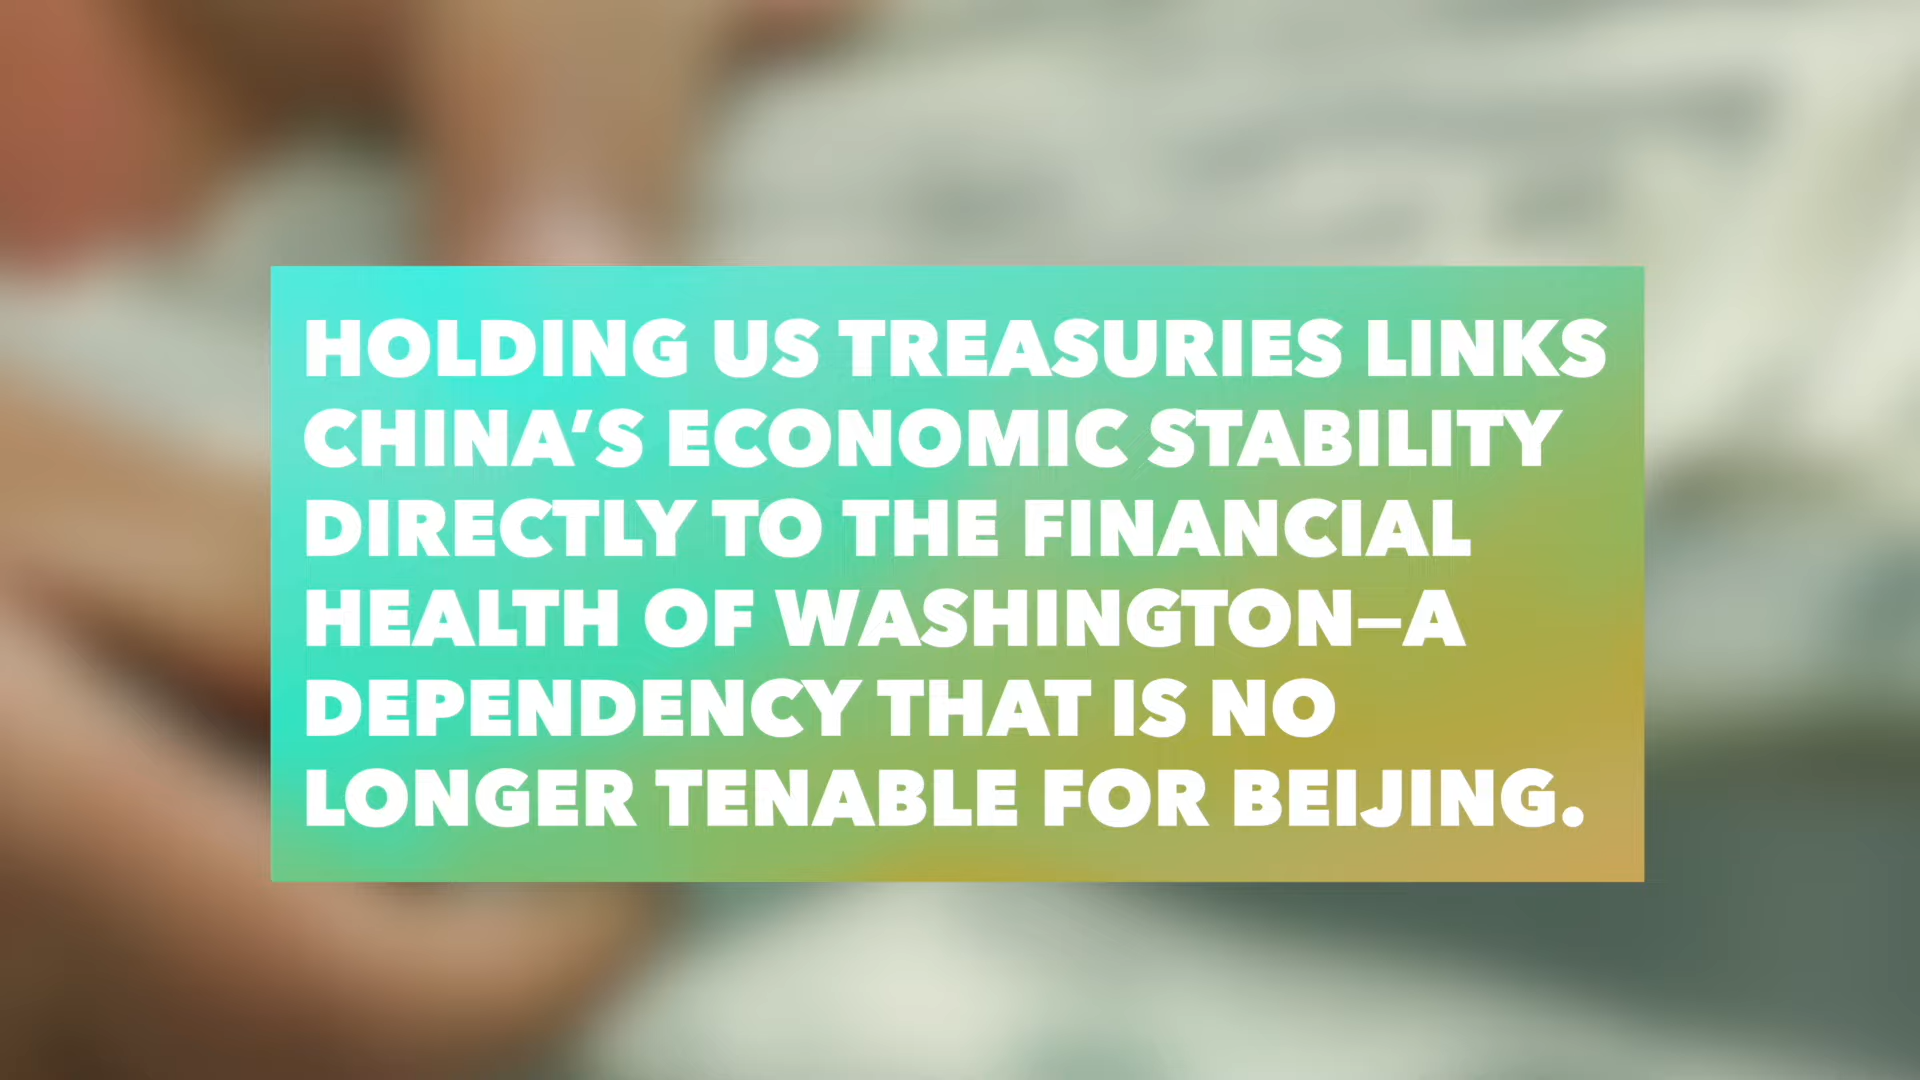 HOLDING US TREASURIES LINKS
CHINA’S ECONOMIC STABILITY
DIRECTLY TO THE FINANCIAL
HEALTH OF WASHINGTON—A
DEPENDENCY THAT IS NO
LONGER TENABLE FOR BEIJING.